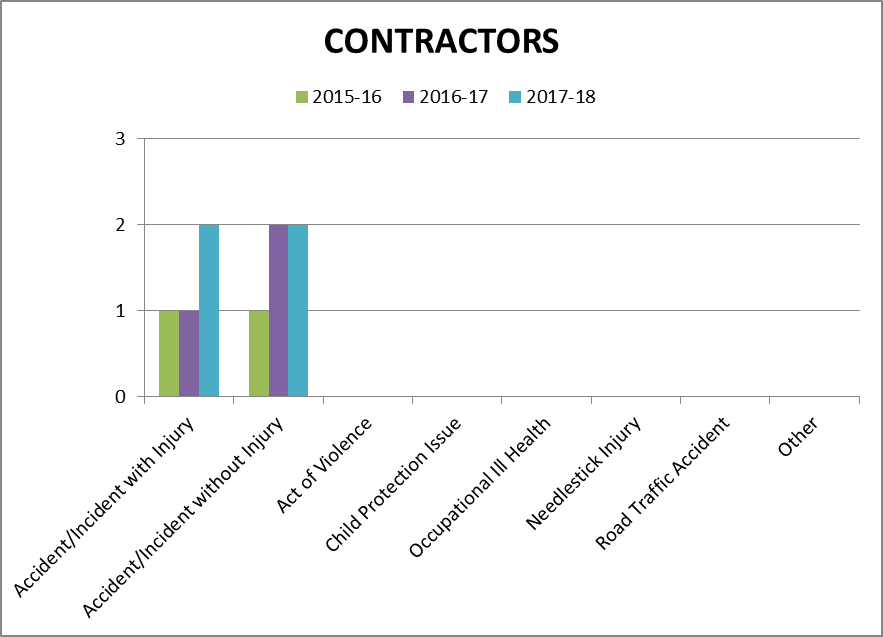 CONTRACTORS
2015-16 2016-17 2017-18
3
2
1
0
Accident/Incident with Injury
Accident/Incident without Injury
Act of Violence
Child Protection Issue
Occupational Ill Health
Needlestick Injury
Road Traffic Accident
Other